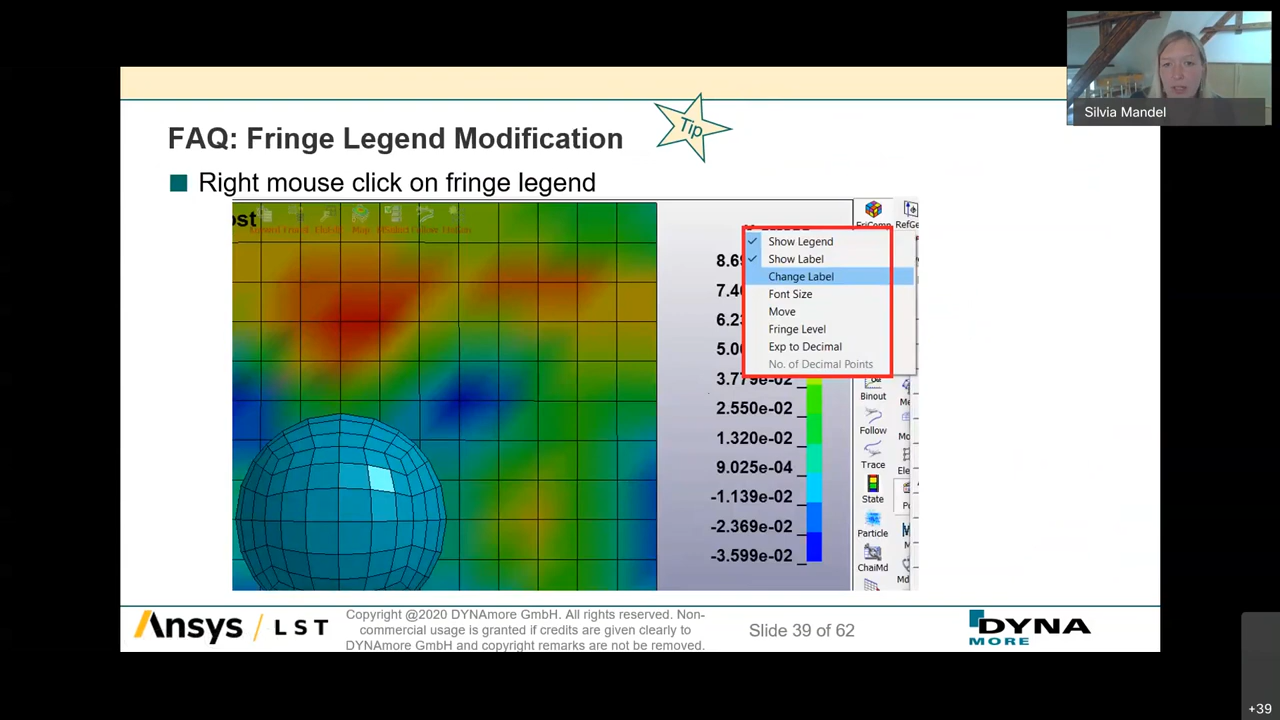 Silvia Mandel
FAQ: Fringe Legend Modification
Tip
Right mouse click on fringe legend
ost
RefGe
Show Legend
Show Label
Change Label
Font Size
Move
Fringe Level
Exp to Decimal
No. of Decimal Points
3.779e-02
2.550e-02
1.320e-02
9.025e-04
-1.139e-02
-2.369e-02
-3.599e-02
Binout
Follow
Trace
State
Particle
ChaiMd
Ansys / LST
Copyright @2020 DYNAmore GmbH. All rights reserved. Non-
commercial usage is granted if credits are given clearly to
DYNAmore GmbH and copyright remarks are not be removed.
Slide 39 of 62
DYNA
MORE
+39